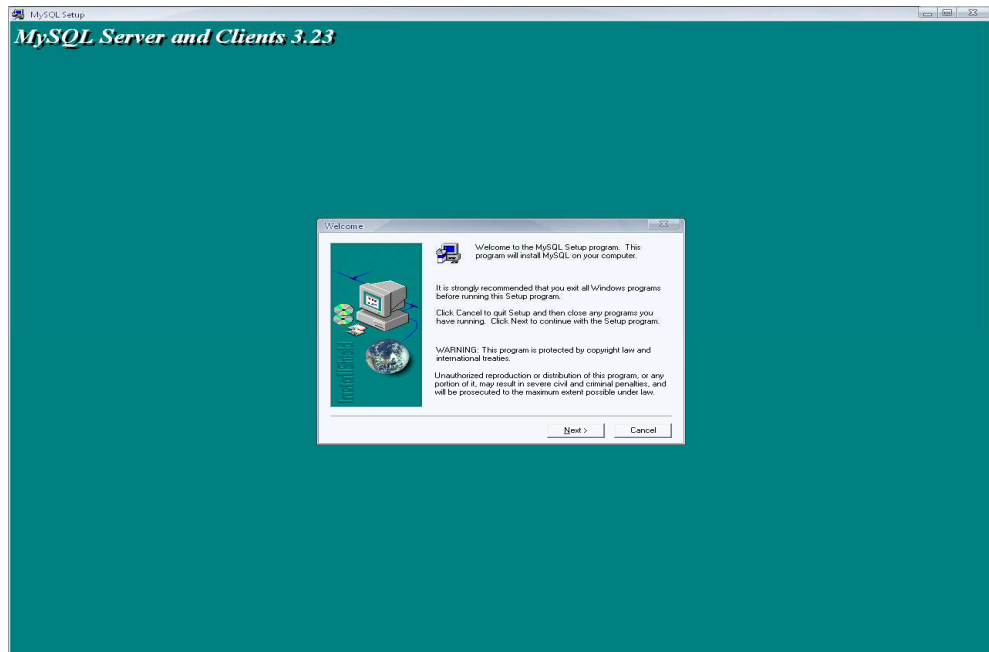 MySQL Setup
MySQL Server and Clients 3.23
Welcome
Welcome to the MySQL Setup program. This
program will install MySQL on your computer.
It is strongly recommended that you exit all Windows programs
before running this Setup program.
Click Cancel to quit Setup and then close any programs you
have running. Click Next to continue with the Setup program.
WARNING: This program is protected by copyright law and
international treaties.
Unauthorized reproduction or distribution of this program, or any
portion of it, may result in severe civil and criminal penalties, and
will be prosecuted to the maximum extent possible under law.
InstallShield
Next >
Cancel